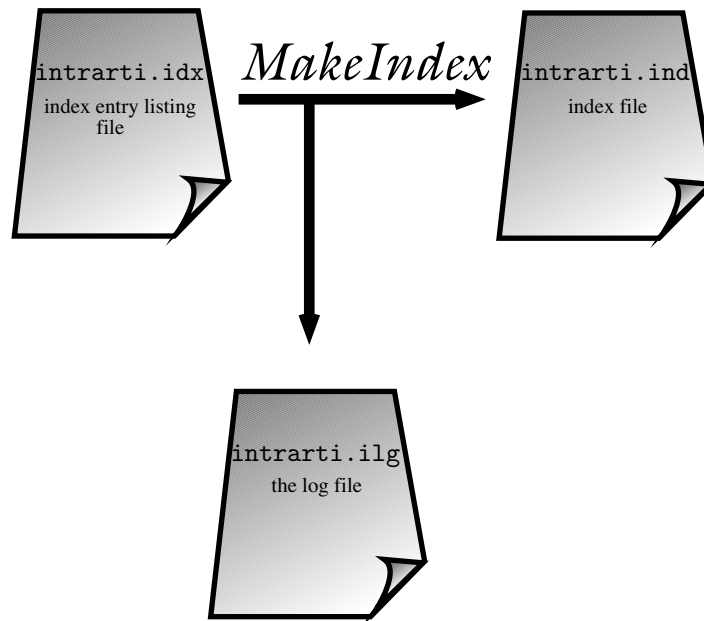 intrarti.idx
index entry listing
file
MakeIndex
intrarti.ind
index file
intrarti.ilg
the log file